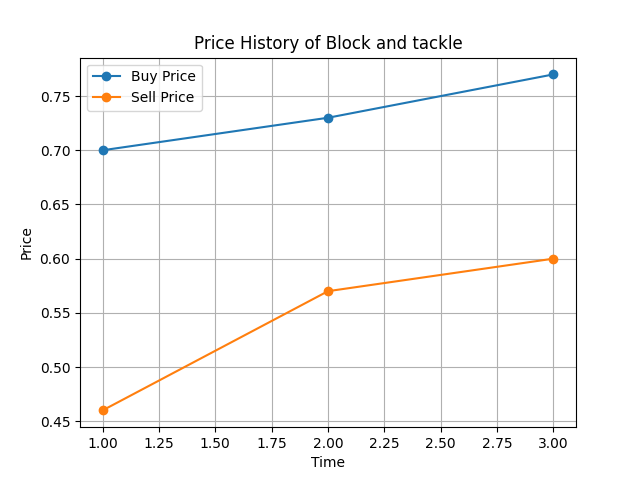 Price History of Block and tackle
Buy Price
Sell Price
0.75
0.70
0.65
0.60
0.55
0.50
0.45
Price
1.00 1.25 1.50 1.75 2.00 2.25 2.50 2.75 3.00
Time